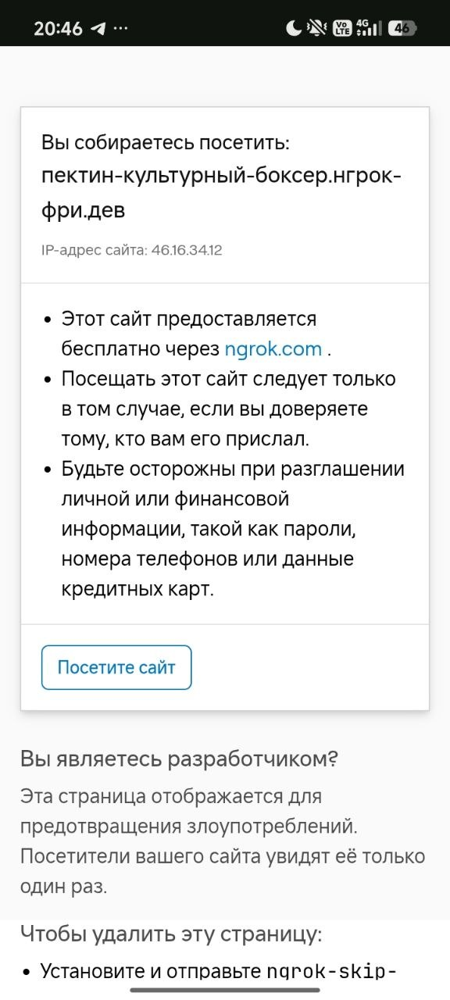 20:46
Vo LTE 4G 46
Вы собираетесь посетить:
пектин-культурный-боксер.нгрок-
фри.дев
IP-адрес сайта: 46.16.34.12
• Этот сайт предоставляется
бесплатно через ngrok.com .
• Посещать этот сайт следует только
в том случае, если вы доверяете
тому, кто вам его прислал.
• Будьте осторожны при разглашении
личной или финансовой
информации, такой как пароли,
номера телефонов или данные
кредитных карт.
Посетите сайт
Вы являетесь разработчиком?
Эта страница отображается для
предотвращения злоупотреблений.
Посетители вашего сайта увидят её только
один раз.
Чтобы удалить эту страницу:
• Установите и отправьте ngrok-skip-